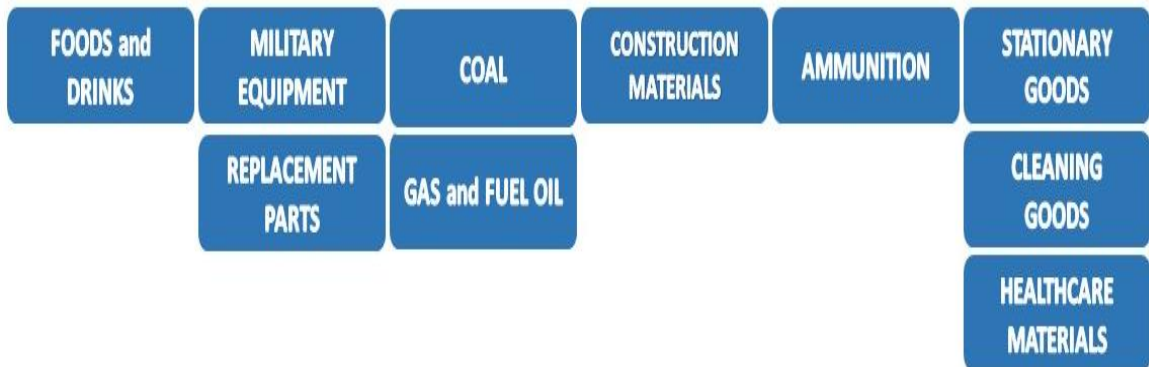 FOODS and
DRINKS
MILITARY
EQUIPMENT
COAL
CONSTRUCTION
MATERIALS
AMMUNITION
STATIONARY
GOODS
REPLACEMENT
PARTS
GAS and FUEL OIL
CLEANING
GOODS
HEALTHCARE
MATERIALS